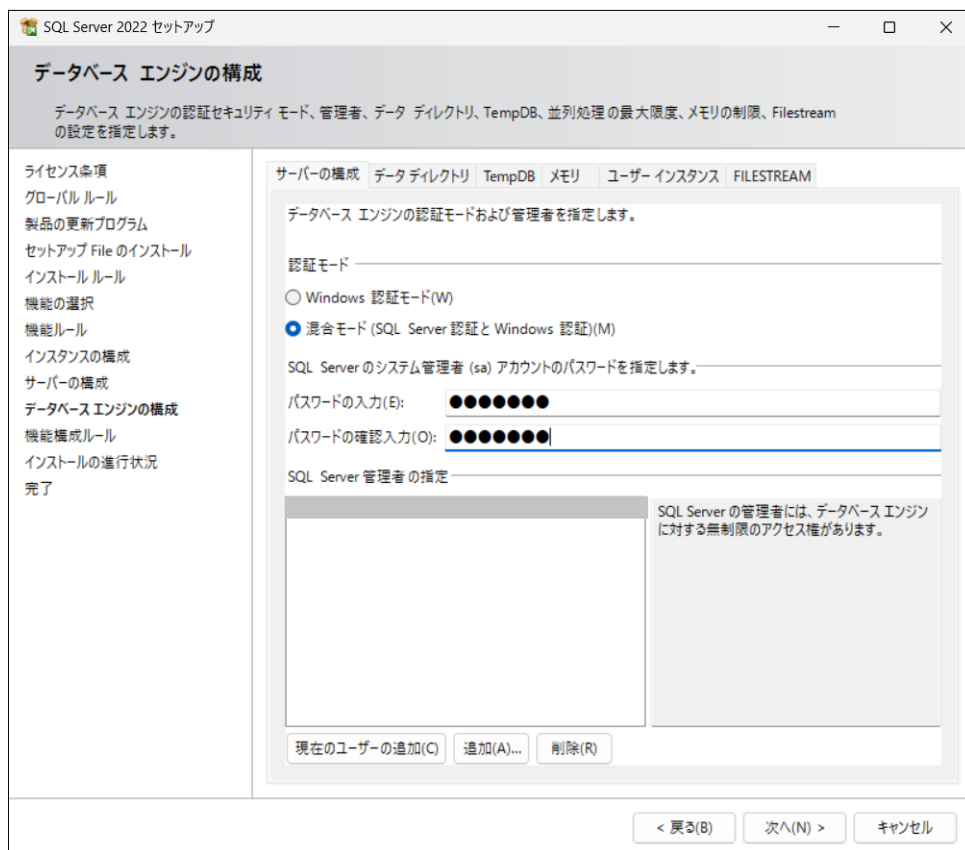 SQL Server 2022 セットアップ
データベース エンジンの構成
データベース エンジンの認証セキュリティ モード、管理者、データ ディレクトリ、TempDB、並列処理の最大限度、メモリの制限、Filestream
の設定を指定します。
ライセンス条項
グローバル ルール
製品の更新プログラム
セットアップ File のインストール
インストール ルール
機能の選択
機能ルール
インスタンスの構成
サーバーの構成
データベース エンジンの構成
機能構成ルール
インストールの進行状況
完了
サーバーの構成 データ ディレクトリ TempDB メモリ ユーザー インスタンス FILESTREAM
データベース エンジンの認証モードおよび管理者を指定します。
認証モード
Windows 認証モード(W)
混合モード (SQL Server 認証と Windows 認証)(M)
SQL Server のシステム管理者 (sa) アカウントのパスワードを指定します。
パスワードの入力(E): ●●●●●●●
パスワードの確認入力(O): ●●●●●●●
SQL Server 管理者の指定
SQL Server の管理者には、データベース エンジン
に対する無制限のアクセス権があります。
現在のユーザーの追加(C) 追加(A)... 削除(R)
< 戻る(B) 次へ(N) > キャンセル